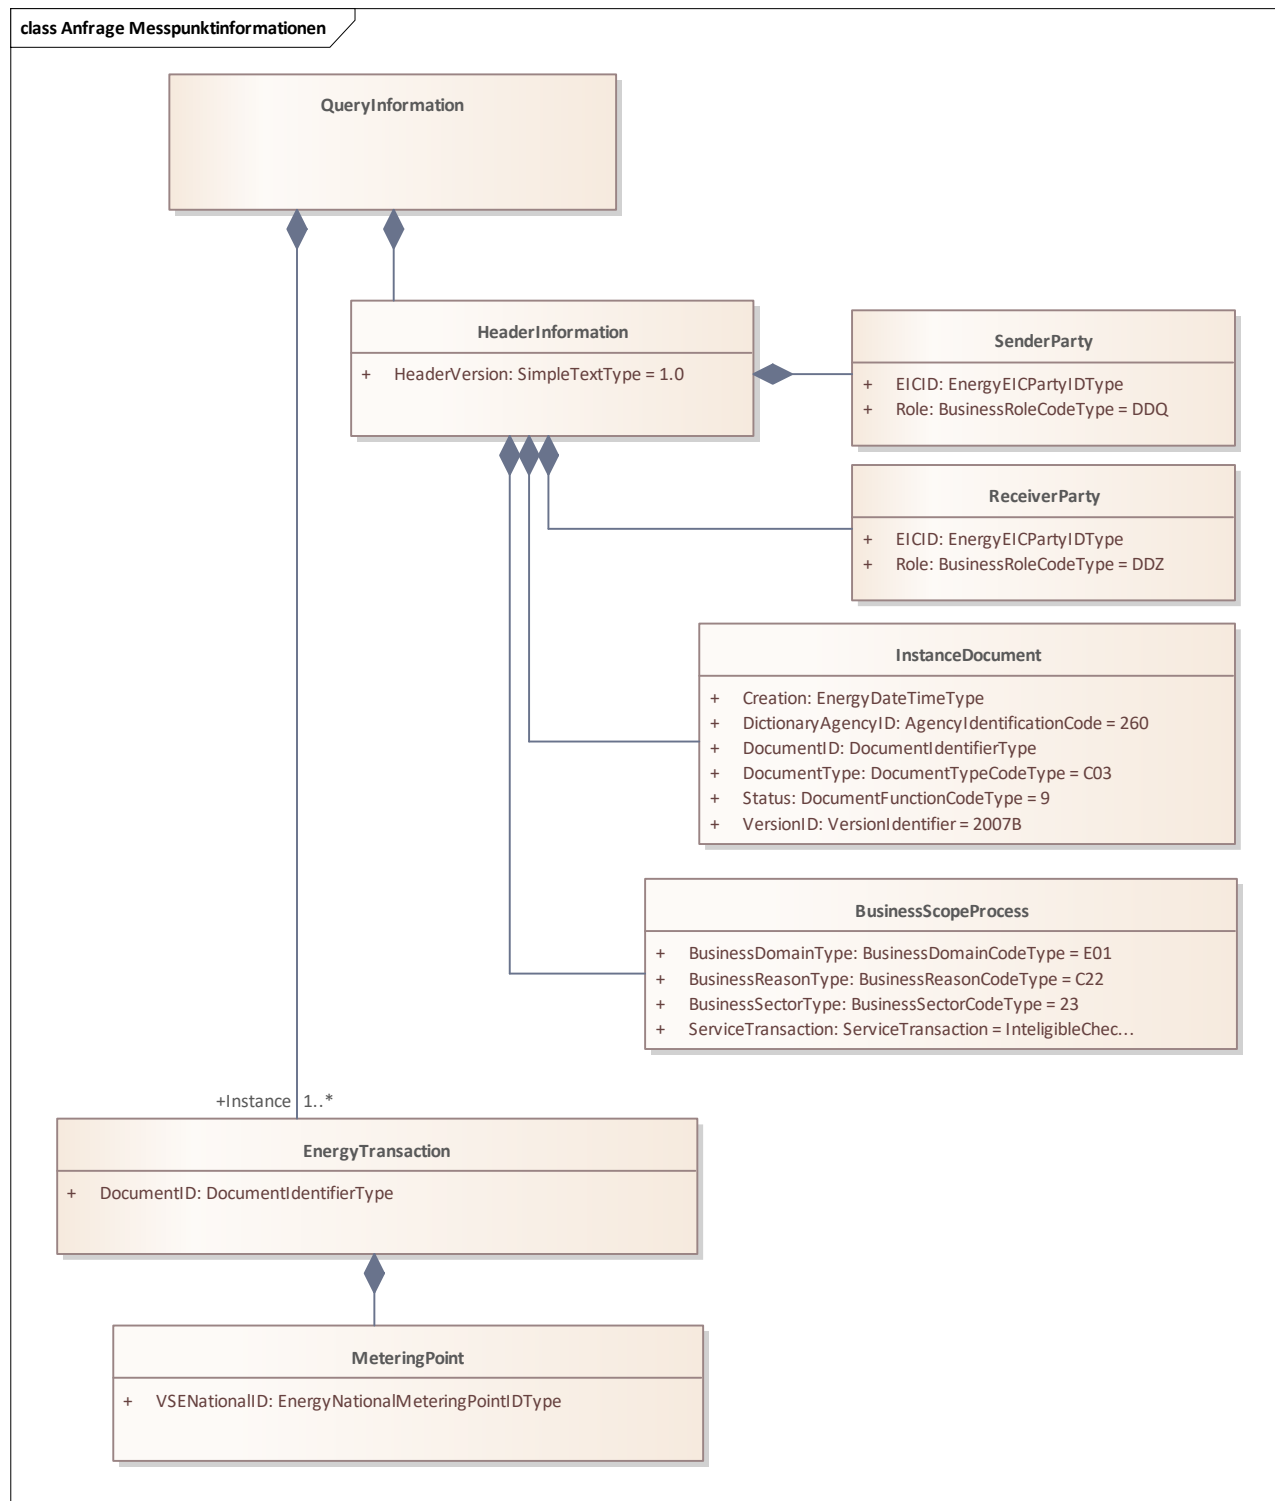 class Anfrage Messpunktinformationen
QueryInformation
HeaderInformation
+ HeaderVersion: SimpleTextType = 1.0
SenderParty
+ EICID: EnergyEICPartyIDType
+ Role: BusinessRoleCodeType = DDQ
ReceiverParty
+ EICID: EnergyEICPartyIDType
+ Role: BusinessRoleCodeType = DDZ
InstanceDocument
+ Creation: EnergyDateTimeType
+ DictionaryAgencyID: AgencyIdentificationCode = 260
+ DocumentID: DocumentIdentifierType
+ DocumentType: DocumentTypeCodeType = C03
+ Status: DocumentFunctionCodeType = 9
+ VersionID: VersionIdentifier = 2007B
BusinessScopeProcess
+ BusinessDomainType: BusinessDomainCodeType = E01
+ BusinessReasonType: BusinessReasonCodeType = C22
+ BusinessSectorType: BusinessSectorCodeType = 23
+ ServiceTransaction: ServiceTransaction = InteligibleChec...
+Instance 1..*
EnergyTransaction
+ DocumentID: DocumentIdentifierType
MeteringPoint
+ VSENationalID: EnergyNationalMeteringPointIDType